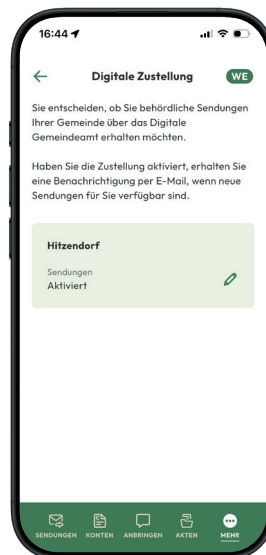 16:44
Digitale Zustellung
WE
Sie entscheiden, ob Sie behördliche Sendungen
Ihrer Gemeinde über das Digitale
Gemeindeamt erhalten möchten.
Haben Sie die Zustellung aktiviert, erhalten Sie
eine Benachrichtigung per E-Mail, wenn neue
Sendungen für Sie verfügbar sind.
Hitzendorf
Sendungen
Aktiviert
SENDUNGEN KONTEN ANBRINGEN AKTEN MEHR